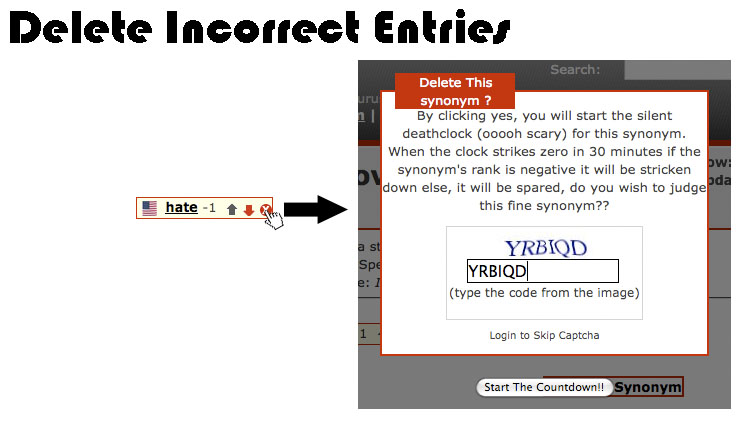 Delete Incorrect Entries
Search:
Delete This
synonym ?
By clicking yes, you will start the silent
deathclock (ooooh scary) for this synonym.
When the clock strikes zero in 30 minutes if the
synonym's rank is negative it will be stricken
down else, it will be spared, do you wish to judge
this fine synonym??
hate -1
YRBIQD
YRBIQD
(type the code from the image)
1
Login to Skip Captcha
Start The Countdown!! Synonym